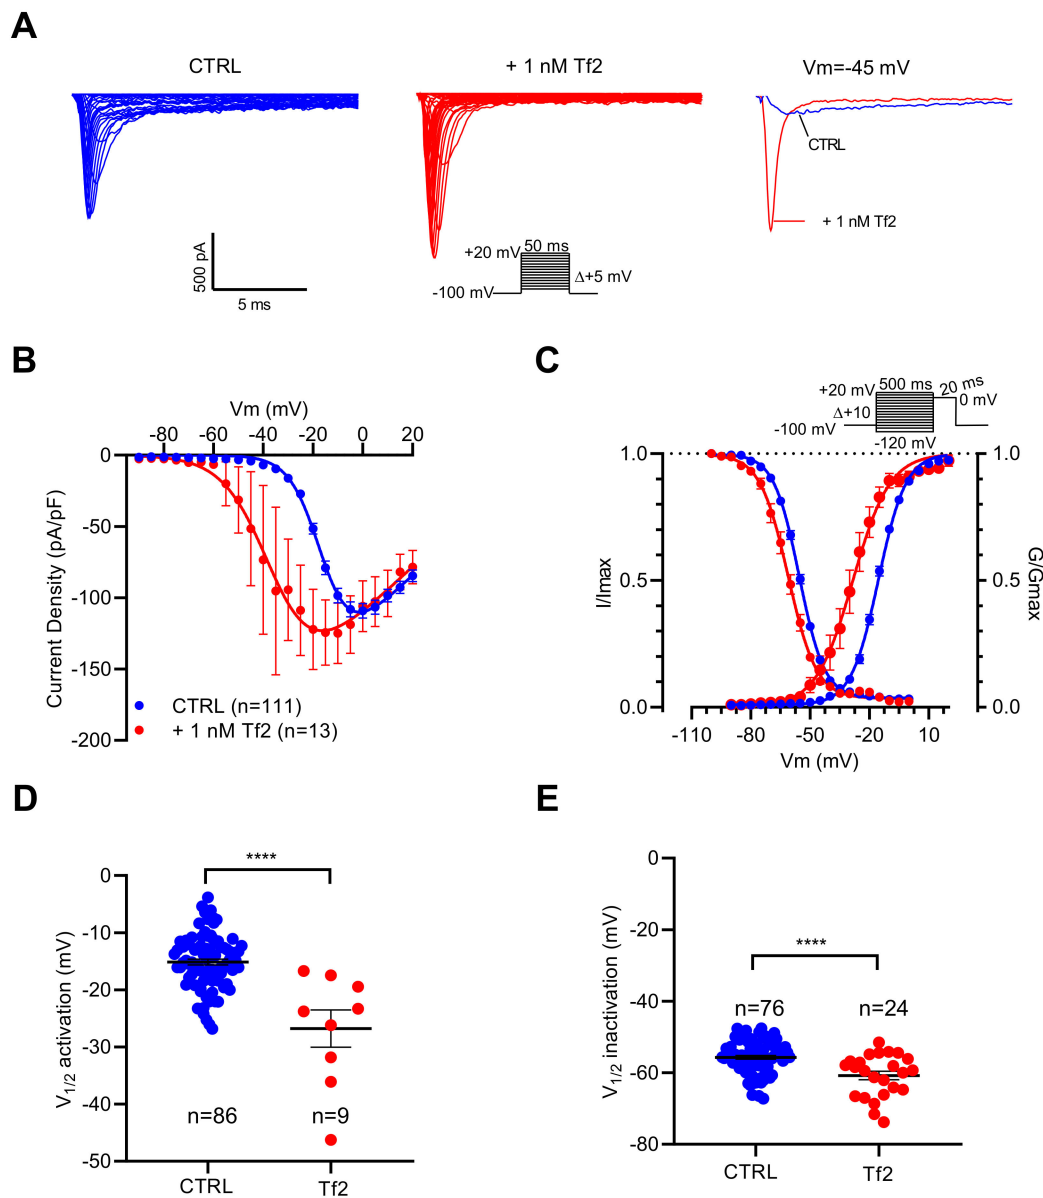 A
CTRL
+ 1 nM Tf2
Vm=-45 mV
CTRL
+ 1 nM Tf2
500 pA
5 ms
+20 mV
50 ms
Δ+5 mV
-100 mV
B
Vm (mV)
-80 -60 -40 -20 0 20
0
-50
-100
-150
-200
Current Density (pA/pF)
CTRL (n=111)
+ 1 nM Tf2 (n=13)
C
+20 mV
500 ms
20 ms
0 mV
Δ+10
-100 mV
-120 mV
1.0
0.5
0.0
I/Imax
1.0
0.5
0.0
G/Gmax
-110 -80 -50 -20 10
Vm (mV)
D
****
0
-10
-20
-30
-40
-50
V1/2 activation (mV)
n=86
n=9
CTRL
Tf2
E
****
0
-20
-40
-60
-80
V1/2 inactivation (mV)
n=76
n=24
CTRL
Tf2